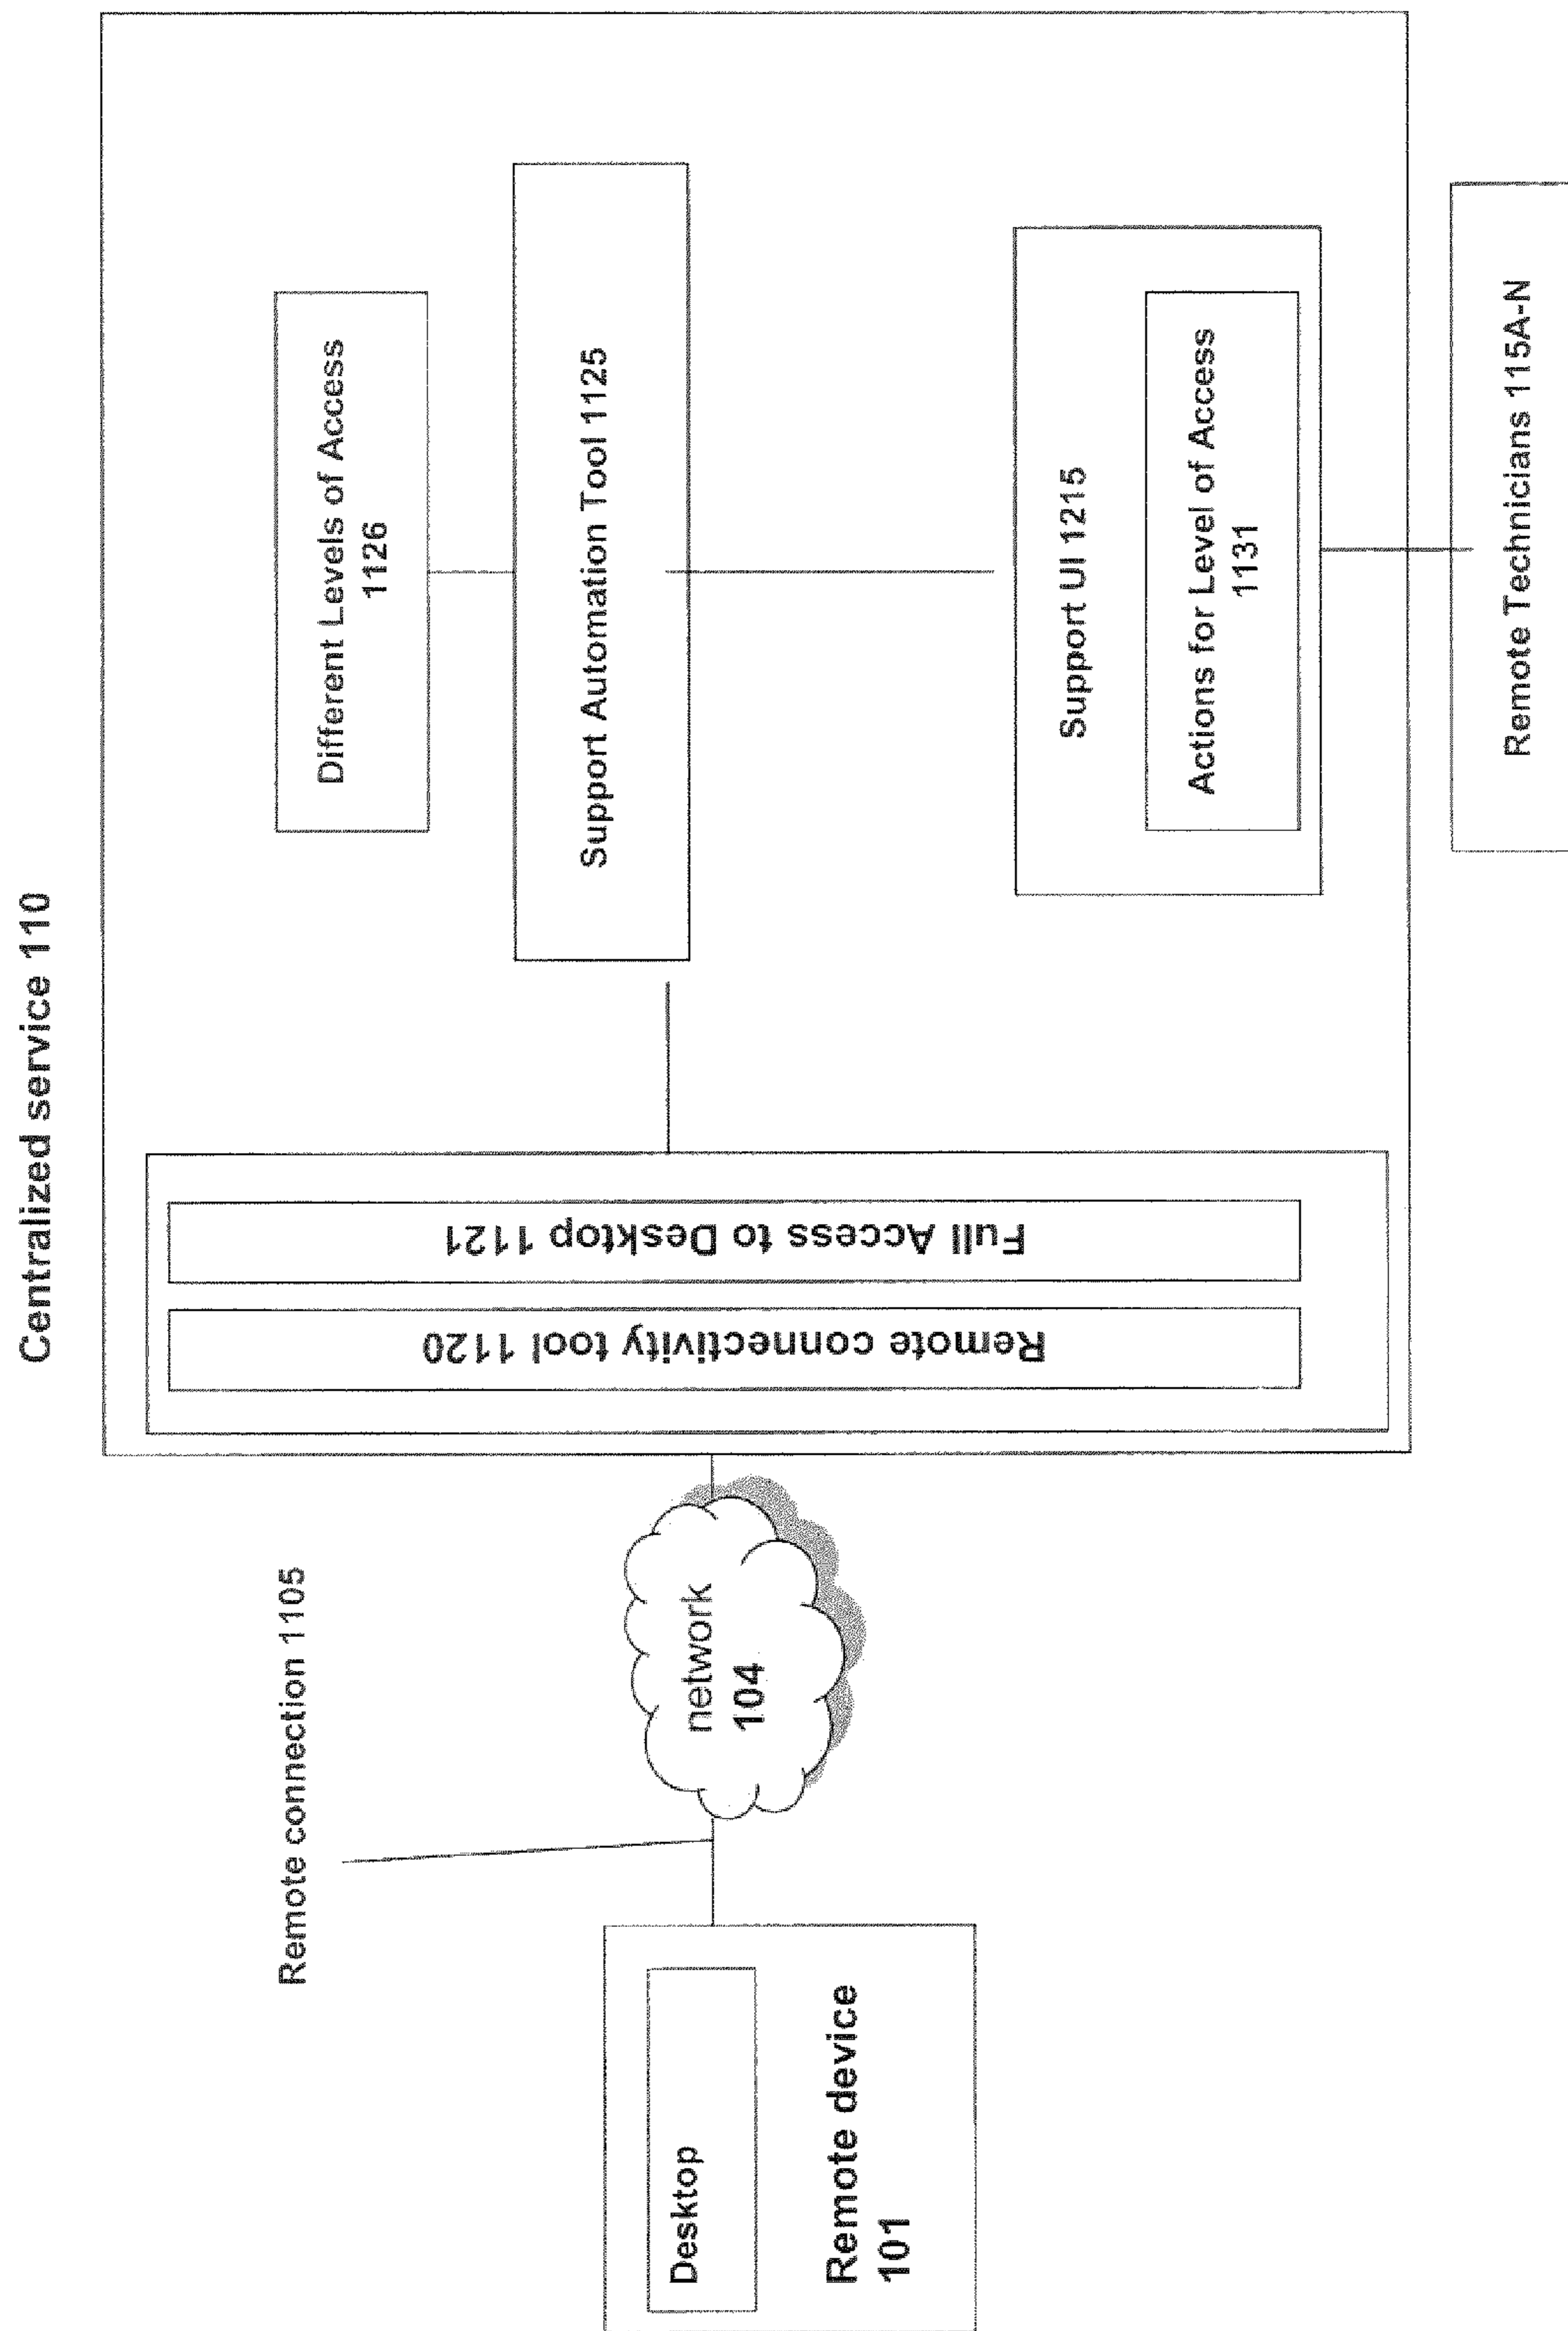 Centralized service 110
Remote connection 1105
Different Levels of Access
1126
Support Automation Tool 1125
Full Access to Desktop 1121
Remote connectivity tool 1120
network
104
Desktop
Remote device
101
Support UI 1215
Actions for Level of Access
1131
Remote Technicians 115A-N